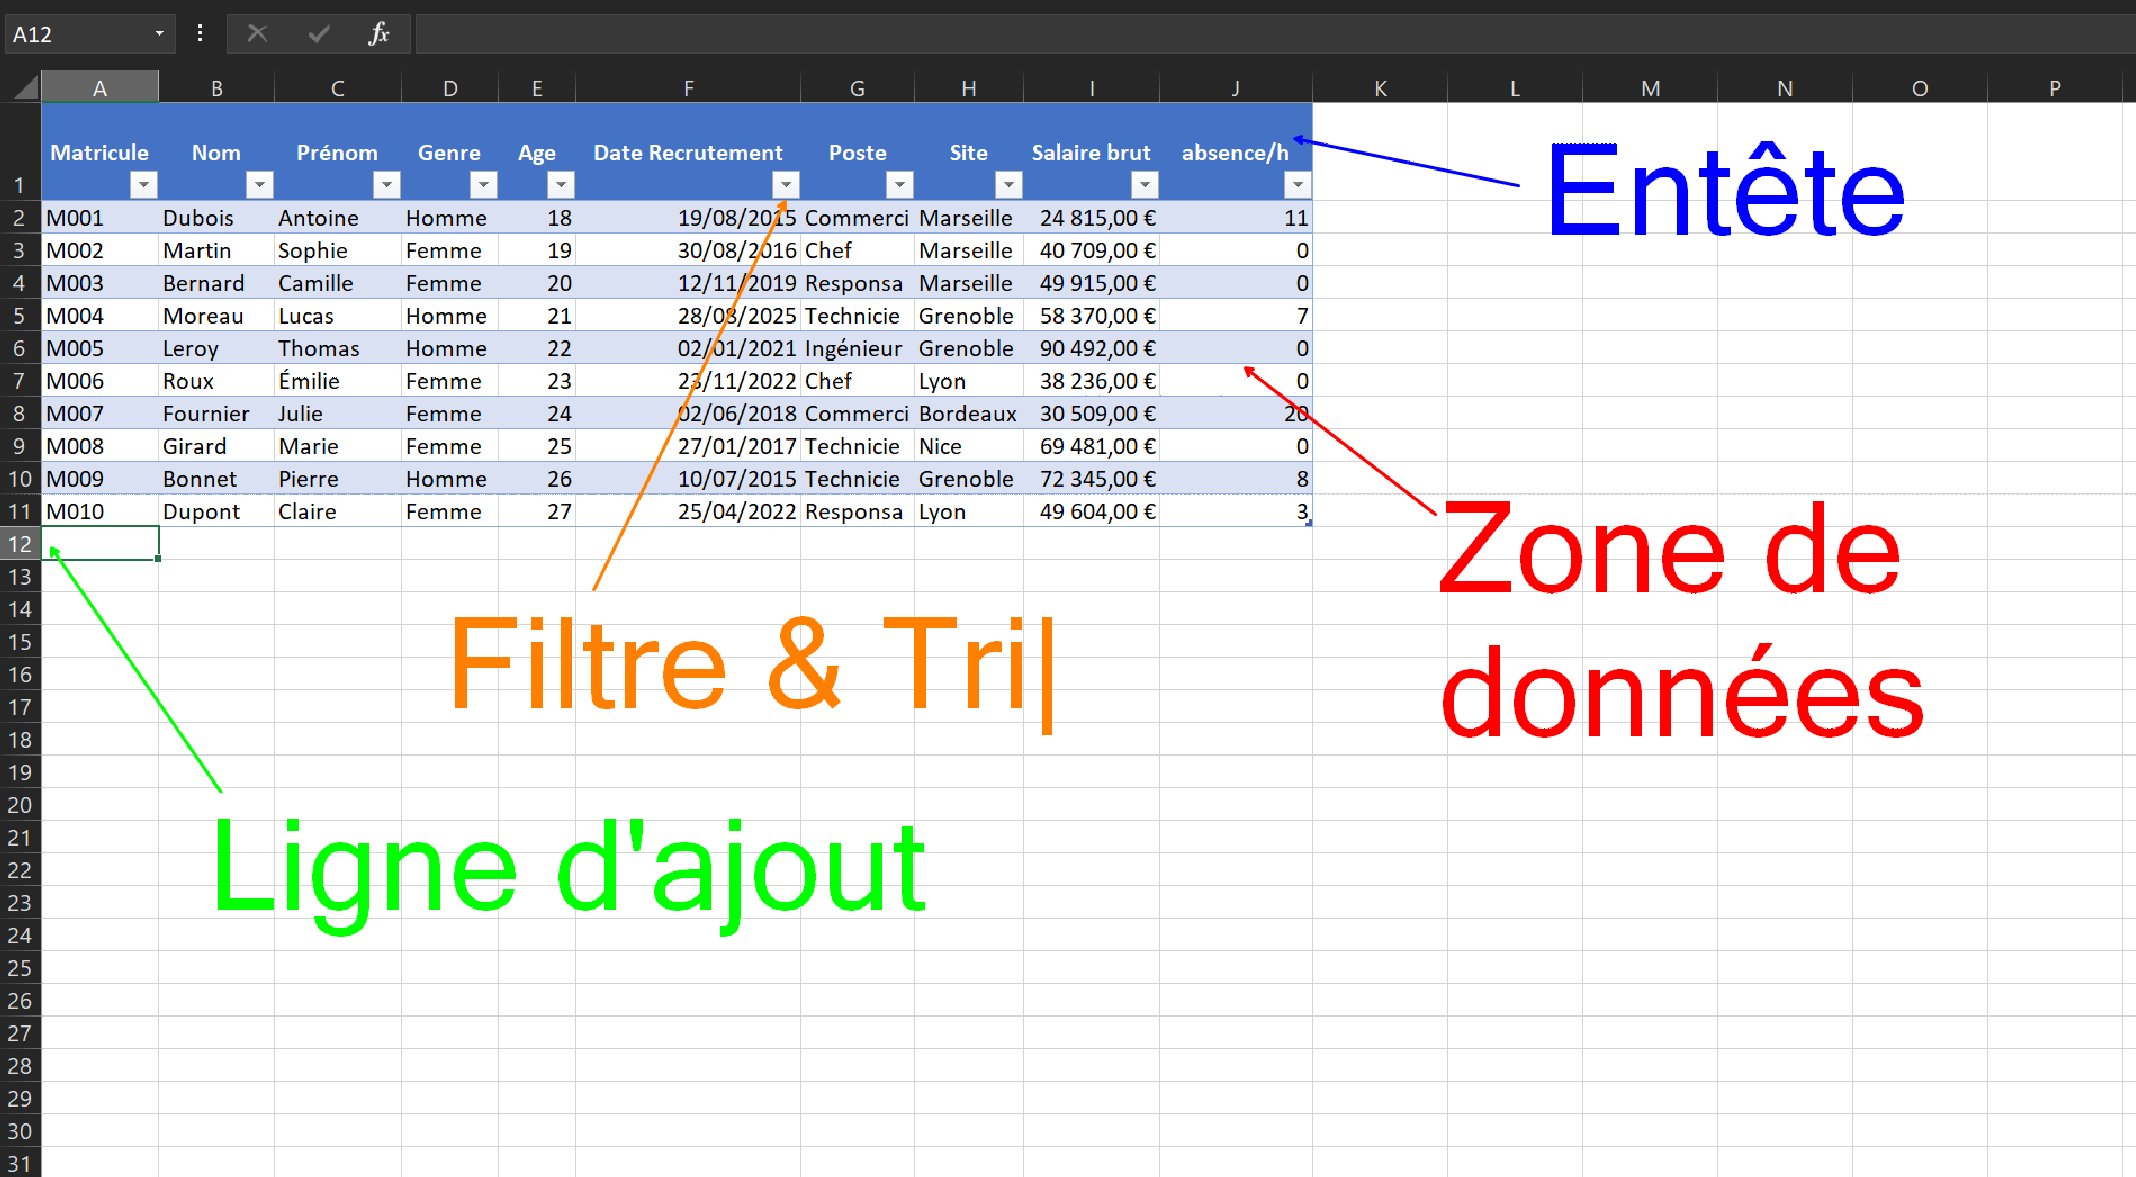 A12
fx
A B C D E F G H I J K L M N O P
1 Matricule Nom Prénom Genre Age Date Recrutement Poste Site Salaire brut absence/h
Entête
2 M001 Dubois Antoine Homme 18 19/08/2015 Commerci Marseille 24 815,00 € 11
3 M002 Martin Sophie Femme 19 30/08/2016 Chef Marseille 40 709,00 € 0
4 M003 Bernard Camille Femme 20 12/11/2019 Responsa Marseille 49 915,00 € 0
5 M004 Moreau Lucas Homme 21 28/08/2025 Technicie Grenoble 58 370,00 € 7
6 M005 Leroy Thomas Homme 22 02/01/2021 Ingénieur Grenoble 90 492,00 € 0
7 M006 Roux Émilie Femme 23 23/11/2022 Chef Lyon 38 236,00 € 0
8 M007 Fournier Julie Femme 24 02/06/2018 Commerci Bordeaux 30 509,00 € 20
9 M008 Girard Marie Femme 25 27/01/2017 Technicie Nice 69 481,00 € 0
10 M009 Bonnet Pierre Homme 26 10/07/2015 Technicie Grenoble 72 345,00 € 8
11 M010 Dupont Claire Femme 27 25/04/2022 Responsa Lyon 49 604,00 € 3
Zone de
données
Filtre & Tri
Ligne d'ajout
12
13
14
15
16
17
18
19
20
21
22
23
24
25
26
27
28
29
30
31